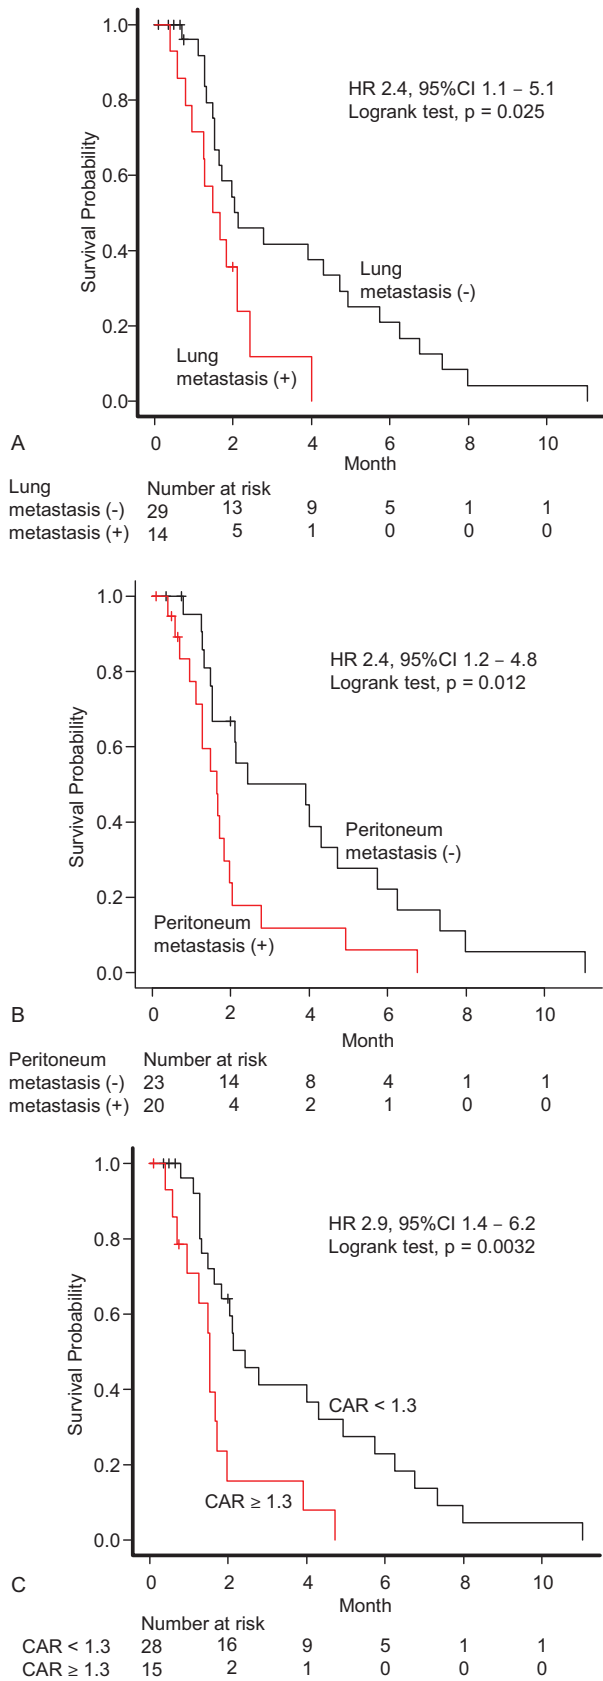 1.0
0.8
0.6
0.4
0.2
0.0
Survival Probability
HR 2.4, 95%CI 1.1 – 5.1
Logrank test, p = 0.025
Lung
metastasis (-)
Lung
metastasis (+)
A
0 2 4 6 8 10
Month
Lung Number at risk
metastasis (-) 29 13 9 5 1 1
metastasis (+) 14 5 1 0 0 0
1.0
0.8
0.6
0.4
0.2
0.0
Survival Probability
HR 2.4, 95%CI 1.2 – 4.8
Logrank test, p = 0.012
Peritoneum
metastasis (-)
Peritoneum
metastasis (+)
B
0 2 4 6 8 10
Month
Peritoneum Number at risk
metastasis (-) 23 14 8 4 1 1
metastasis (+) 20 4 2 1 0 0
1.0
0.8
0.6
0.4
0.2
0.0
Survival Probability
HR 2.9, 95%CI 1.4 – 6.2
Logrank test, p = 0.0032
CAR < 1.3
CAR ≥ 1.3
C
0 2 4 6 8 10
Month
Number at risk
CAR < 1.3 28 16 9 5 1 1
CAR ≥ 1.3 15 2 1 0 0 0